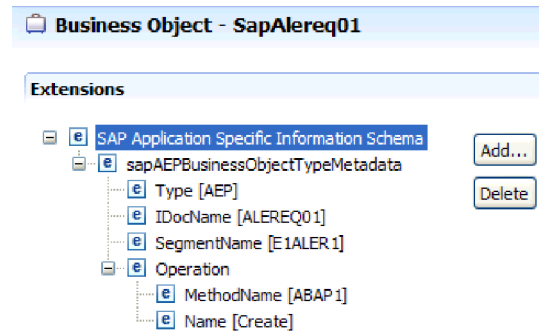 Business Object - SapAlereq01
Extensions
SAP Application Specific Information Schema
Add...
sapAEPBusinessObjectTypeMetadata
Type [AEP]
Delete
IDocName [ALEREQ01]
SegmentName [E1ALER1]
Operation
MethodName [ABAP1]
Name [Create]